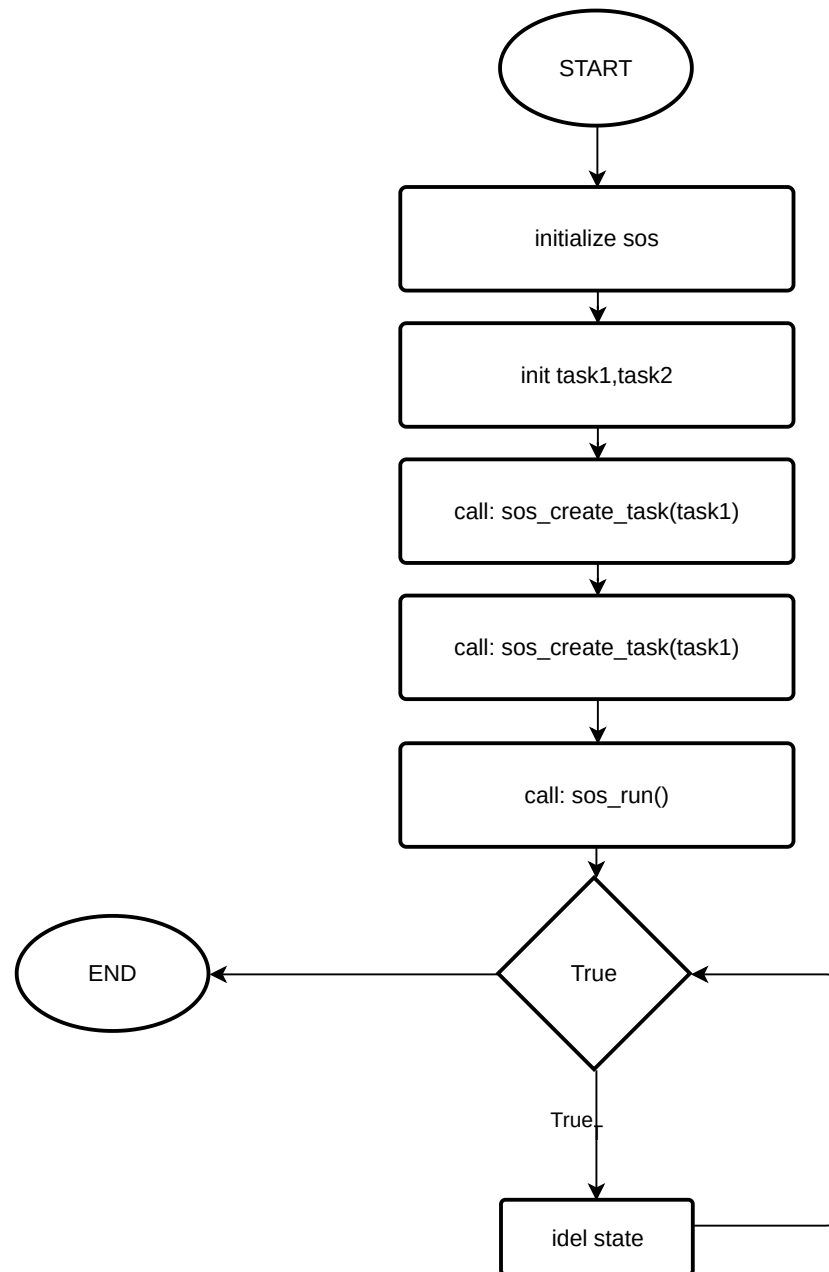 START
initialize sos
init task1,task2
call: sos_create_task(task1)
call: sos_create_task(task1)
call: sos_run()
END
True
True
idel state